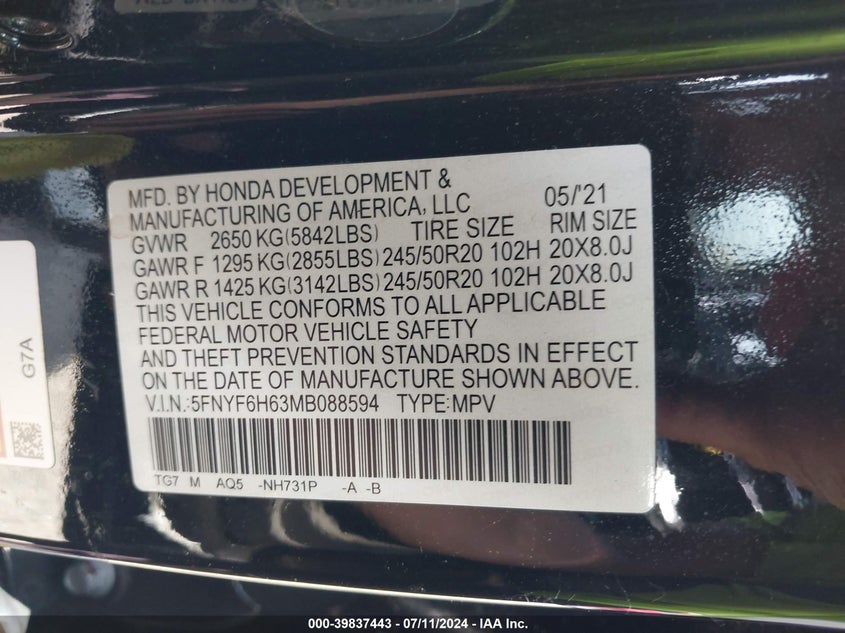 MFD. BY HONDA DEVELOPMENT & 05/'21
MANUFACTURING OF AMERICA, LLC
GVWR 2650 KG(5842LBS) TIRE SIZE RIM SIZE
GAWR F 1295 KG(2855LBS) 245/50R20 102H 20X8.0J
GAWR R 1425 KG(3142LBS) 245/50R20 102H 20X8.0J
THIS VEHICLE CONFORMS TO ALL APPLICABLE
FEDERAL MOTOR VEHICLE SAFETY
AND THEFT PREVENTION STANDARDS IN EFFECT
ON THE DATE OF MANUFACTURE SHOWN ABOVE.
V.I.N.:5FNYF6H63MB088594 TYPE:MPV
TG7 M AQ5 -NH731P -A -B
G7A
000-39837443 / 07/11/2024 - IAA Inc.